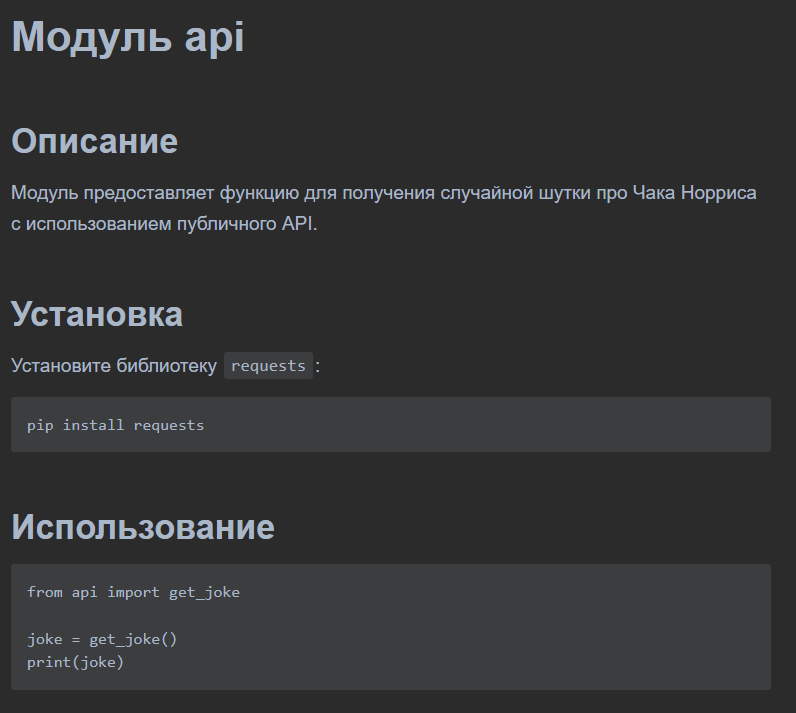 Модуль api
Описание
Модуль предоставляет функцию для получения случайной шутки про Чака Норриса
с использованием публичного API.
Установка
Установите библиотеку requests:
pip install requests
Использование
from api import get_joke
joke = get_joke()
print(joke)